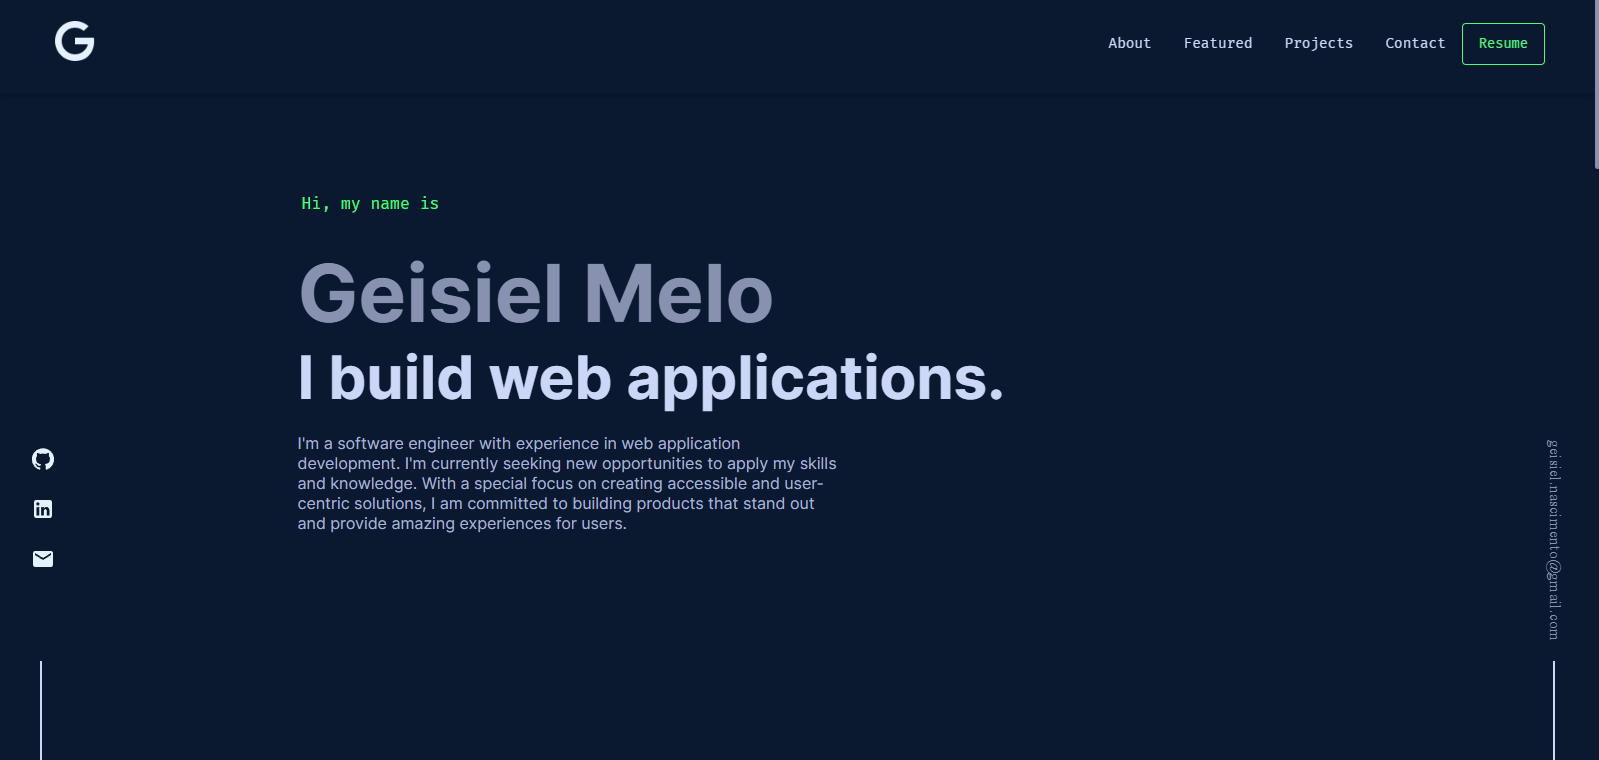 G
About Featured Projects Contact Resume
Hi, my name is
Geisiel Melo
I build web applications.
I'm a software engineer with experience in web application
development. I'm currently seeking new opportunities to apply my skills
and knowledge. With a special focus on creating accessible and user-
centric solutions, I am committed to building products that stand out
and provide amazing experiences for users.
in
geisiel.nascimento@gmail.com